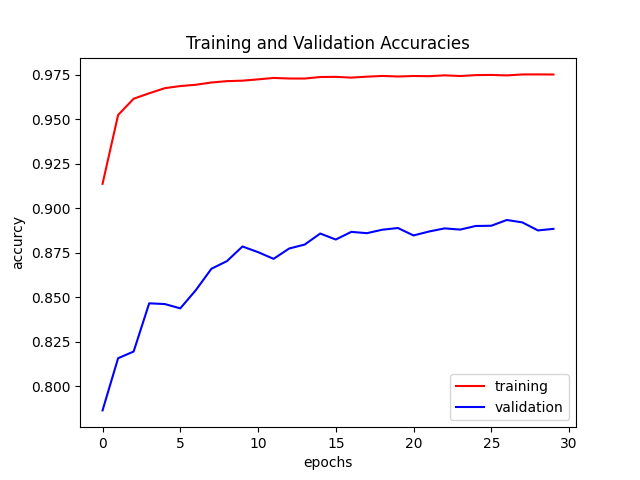 Training and Validation Accuracies
accurcy
0.975
0.950
0.925
0.900
0.875
0.850
0.825
0.800
training
validation
0 5 10 15 20 25 30
epochs